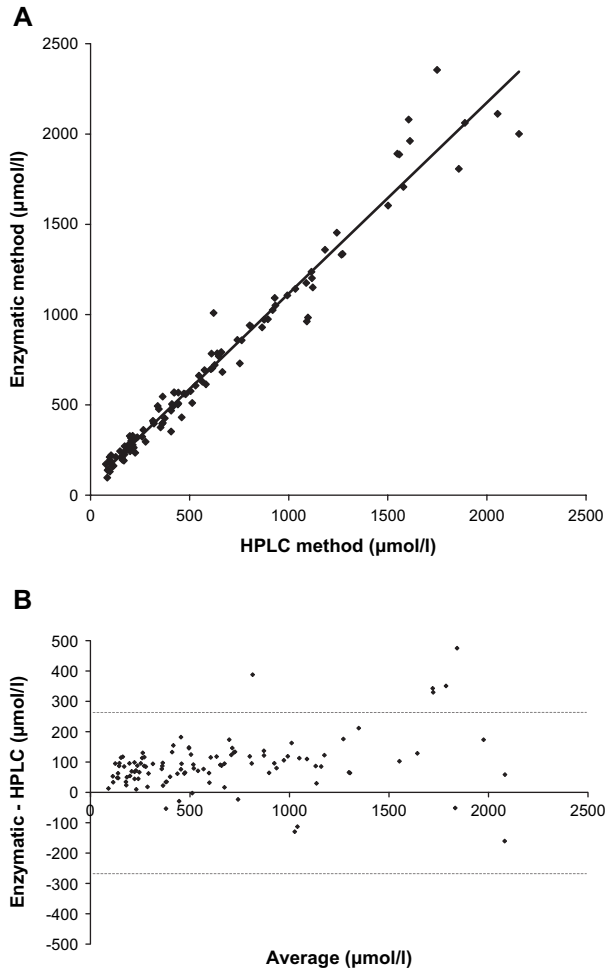 A
Enzymatic method (µmol/l)
2500
2000
1500
1000
500
0
0 500 1000 1500 2000 2500
HPLC method (µmol/l)
B
Enzymatic - HPLC (µmol/l)
500
400
300
200
100
0
-100
-200
-300
-400
-500
0 500 1000 1500 2000 2500
Average (µmol/l)